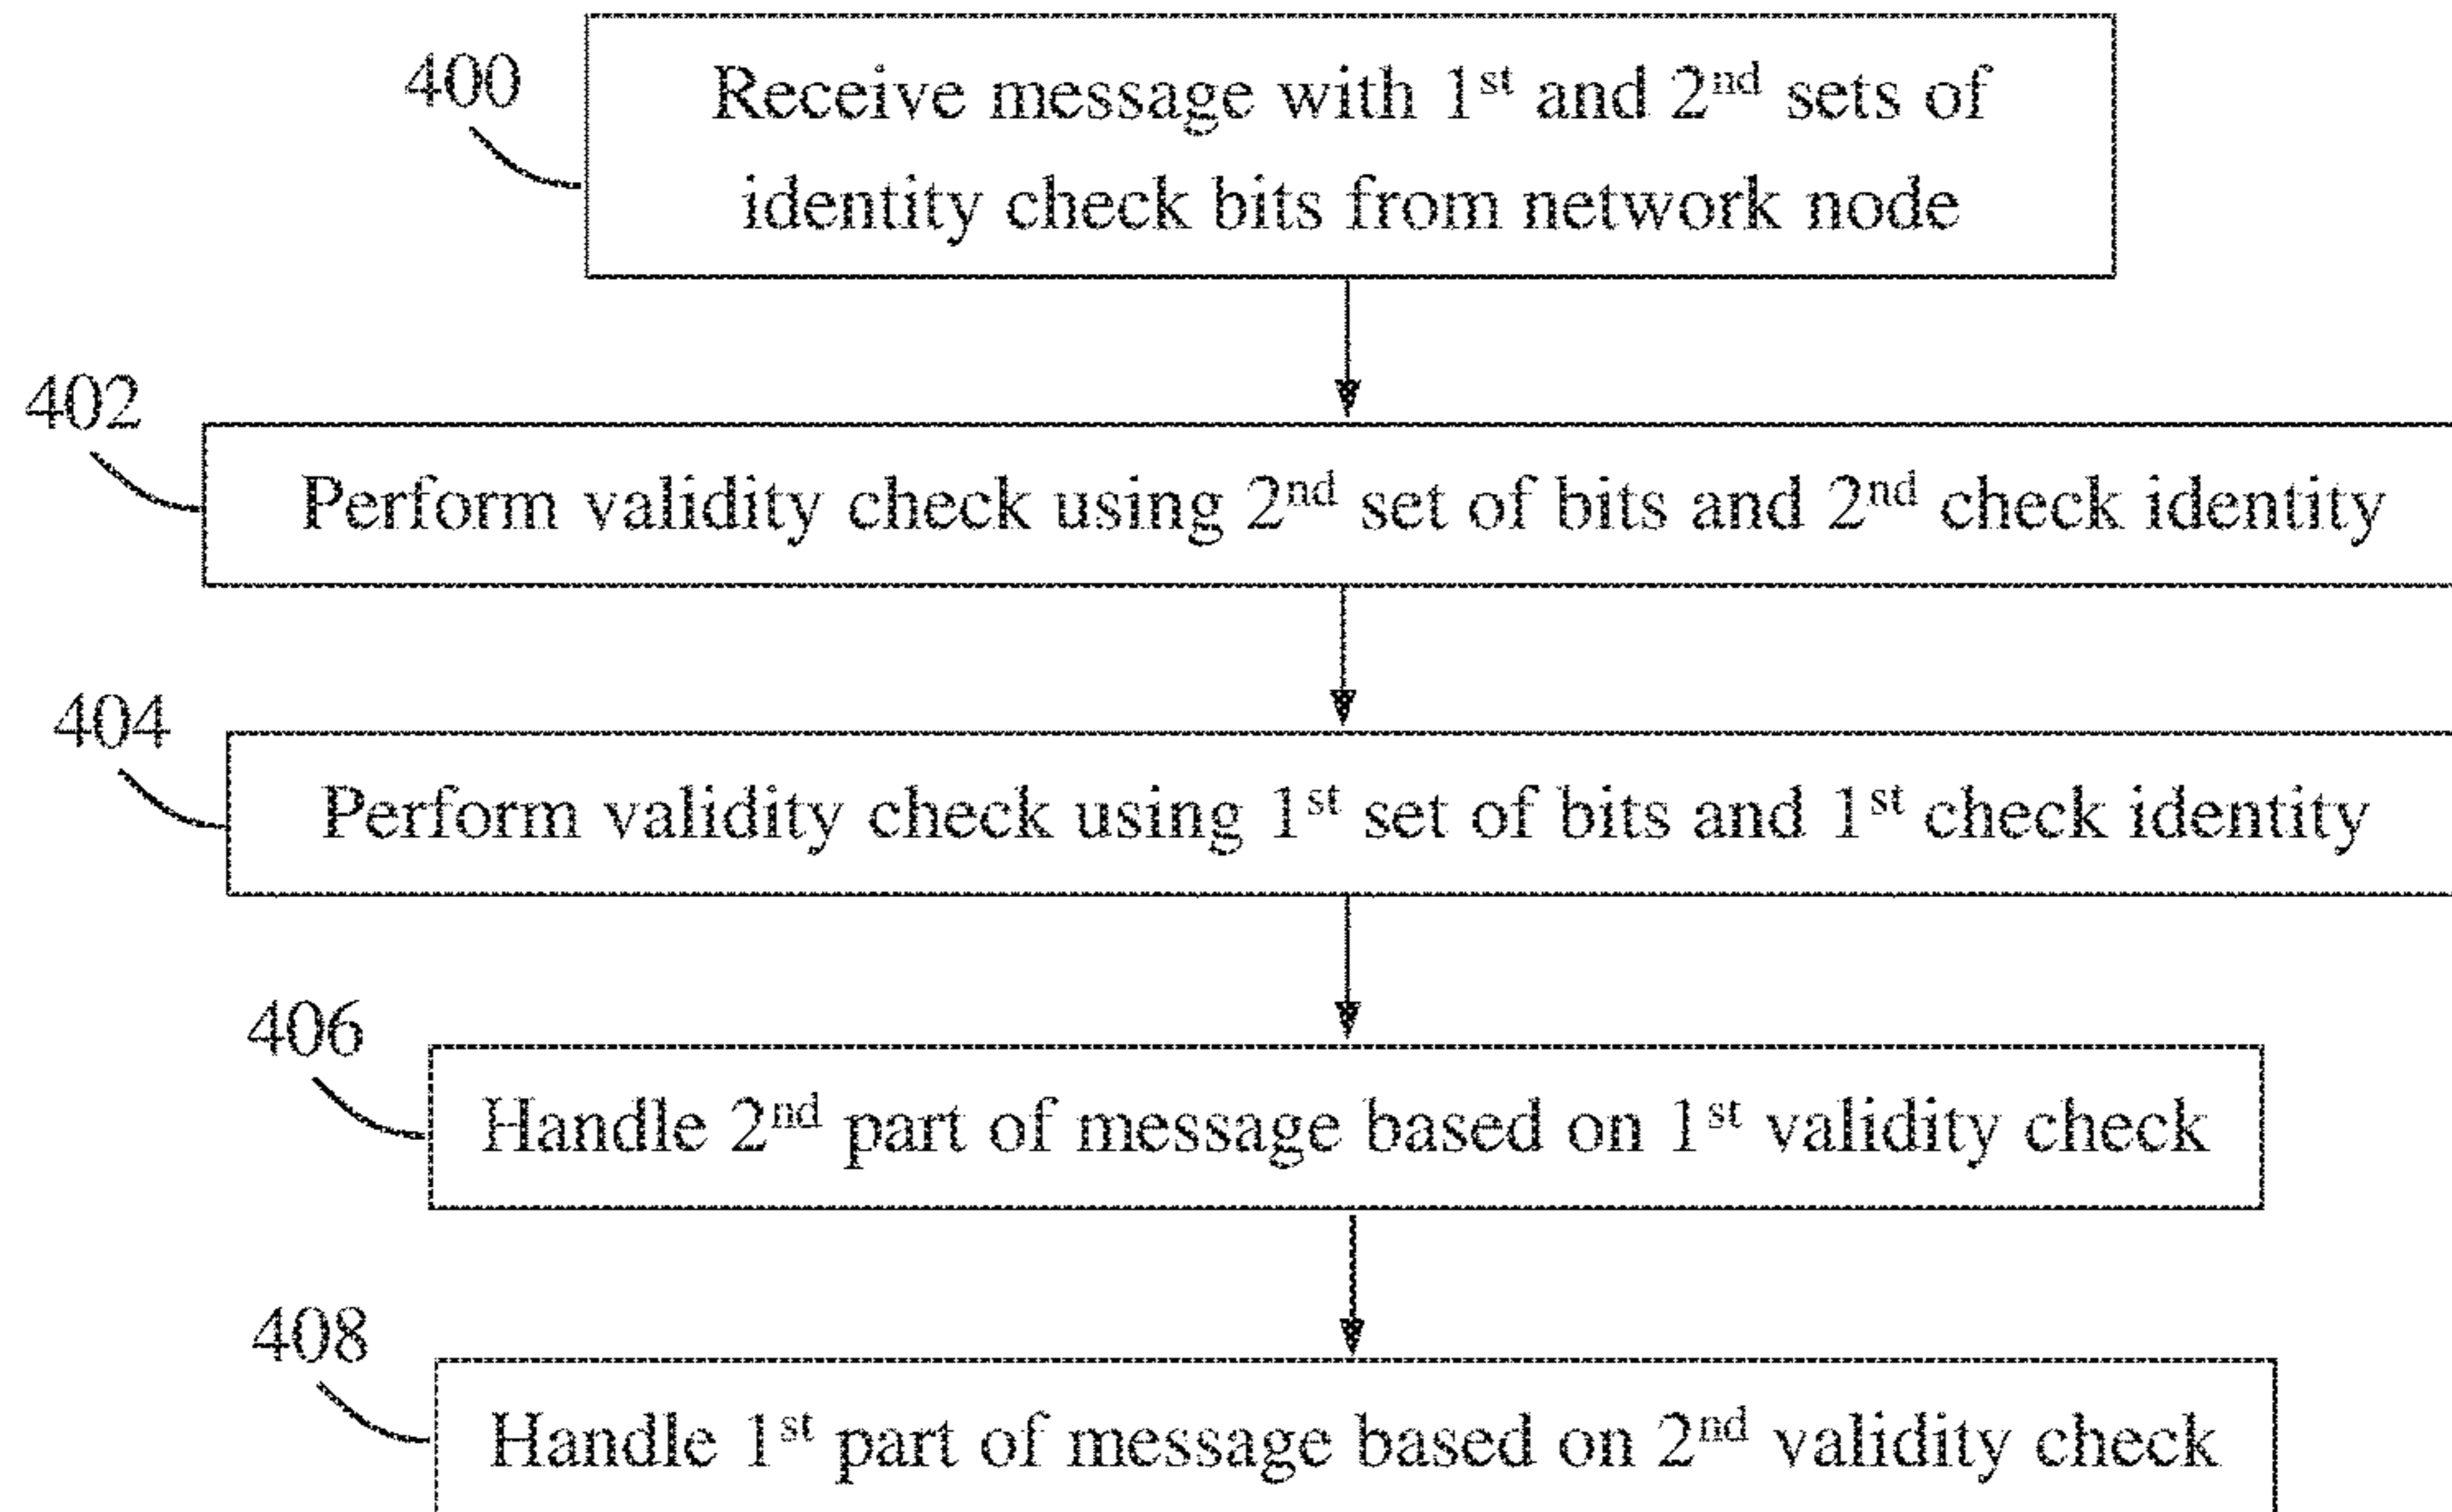 400
Receive message with 1st and 2nd sets of
identity check bits from network node
402
Perform validity check using 2nd set of bits and 2nd check identity
404
Perform validity check using 1st set of bits and 1st check identity
406
Handle 2nd part of message based on 1st validity check
408
Handle 1st part of message based on 2nd validity check